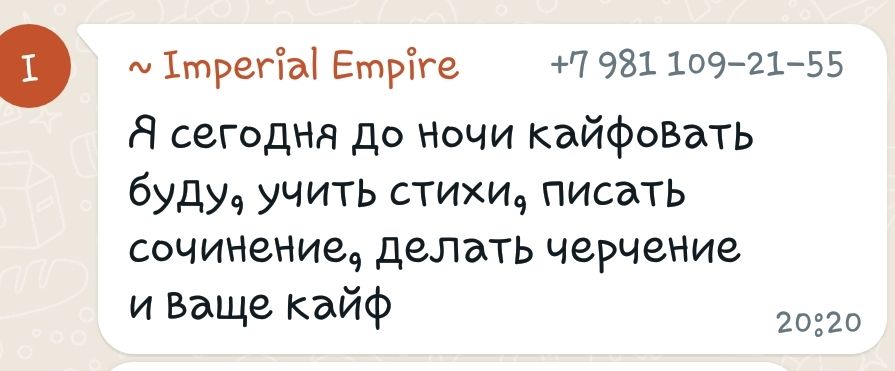 I
~ Imperial Empire +7 981 109-21-55
Я сегодня до ночи кайфовать
буду, учить стихи, писать
сочинение, делать черчение
и ваще кайф
20:20